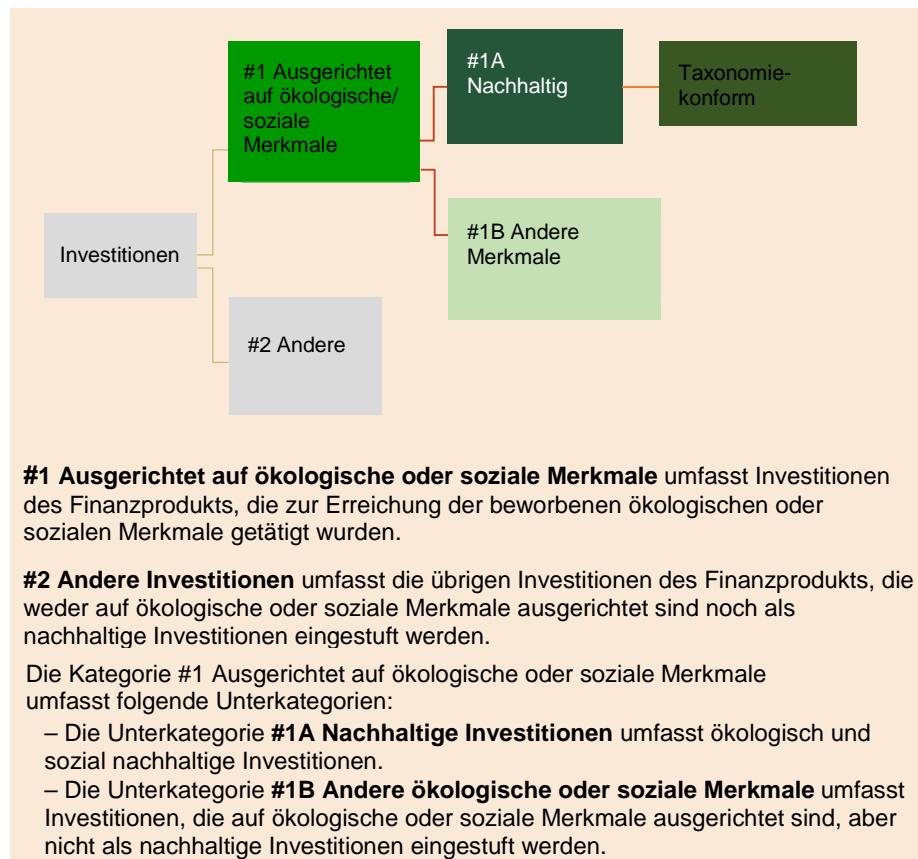 #1 Ausgerichtet
auf ökologische/
soziale
Merkmale
#1A
Nachhaltig
Taxonomie-
konform
#1B Andere
Merkmale
Investitionen
#2 Andere
#1 Ausgerichtet auf ökologische oder soziale Merkmale umfasst Investitionen
des Finanzprodukts, die zur Erreichung der beworbenen ökologischen oder
sozialen Merkmale getätigt wurden.
#2 Andere Investitionen umfasst die übrigen Investitionen des Finanzprodukts, die
weder auf ökologische oder soziale Merkmale ausgerichtet sind noch als
nachhaltige Investitionen eingestuft werden.
Die Kategorie #1 Ausgerichtet auf ökologische oder soziale Merkmale
umfasst folgende Unterkategorien:
– Die Unterkategorie #1A Nachhaltige Investitionen umfasst ökologisch und
sozial nachhaltige Investitionen.
– Die Unterkategorie #1B Andere ökologische oder soziale Merkmale umfasst
Investitionen, die auf ökologische oder soziale Merkmale ausgerichtet sind, aber
nicht als nachhaltige Investitionen eingestuft werden.